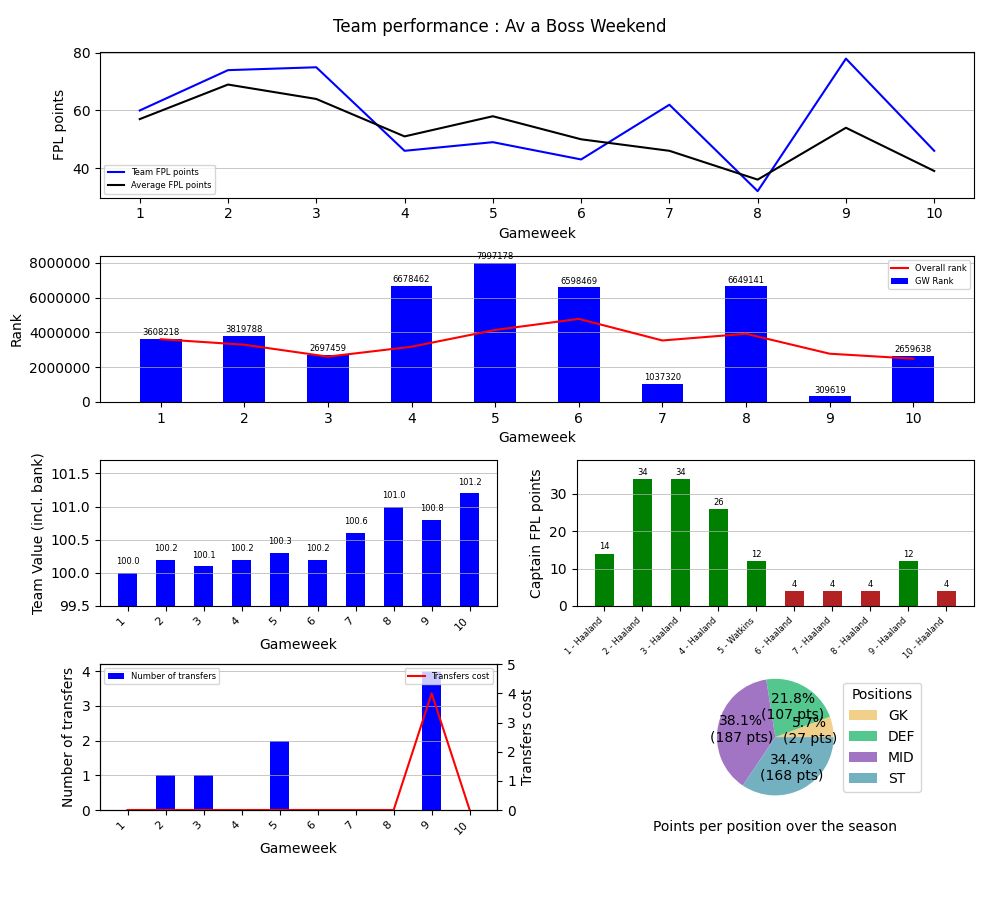 Team performance : Av a Boss Weekend
80
60
40
FPL points
Team FPL points
Average FPL points
1 2 3 4 5 6 7 8 9 10
Gameweek
8000000
6000000
4000000
2000000
0
Rank
3608218 3819788 2697459 6678462 7997178 6598469 1037320 6649141 309619 2659638
Overall rank
GW Rank
1 2 3 4 5 6 7 8 9 10
Gameweek
101.5
101.0
100.5
100.0
99.5
Team Value (incl. bank)
100.0 100.2 100.1 100.2 100.3 100.2 100.6 101.0 100.8 101.2
1 2 3 4 5 6 7 8 9 10
Gameweek
30
20
10
0
Captain FPL points
14 34 34 26 12 4 4 4 12 4
1 - Haaland
2 - Haaland
3 - Haaland
4 - Haaland
5 - Watkins
6 - Haaland
7 - Haaland
8 - Haaland
9 - Haaland
10 - Haaland
4
3
2
1
0
Number of transfers
Number of transfers
Transfers cost
5
4
3
2
1
0
Transfers cost
1 2 3 4 5 6 7 8 9 10
Gameweek
21.8%
(107 pts)
5.7%
(27 pts)
38.1%
(187 pts)
34.4%
(168 pts)
Positions
GK
DEF
MID
ST
Points per position over the season